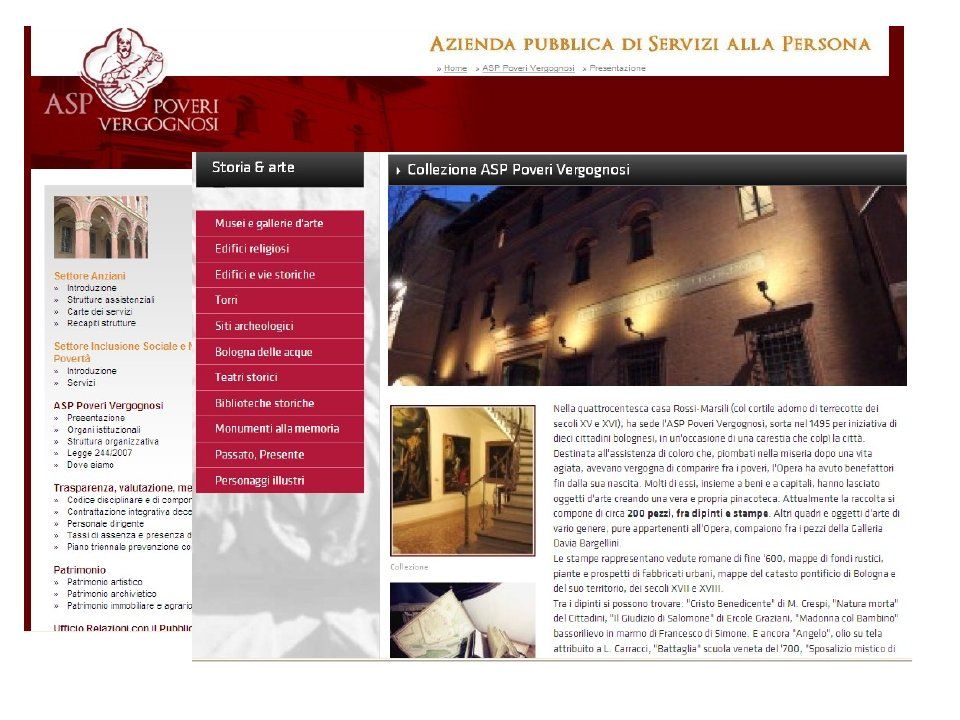 AZIENDA PUBBLICA DI SERVIZI ALLA PERSONA
» Home » ASP Poveri Vergognosi » Presentazione
ASP POVERI
VERGOGNOSI
Settore Anziani
» Introduzione
» Strutture assistenziali
» Carte dei servizi
» Recapiti strutture
Settore Inclusione Sociale e N
Povertà
» Introduzione
» Servizi
ASP Poveri Vergognosi
» Presentazione
» Organi istituzionali
» Struttura organizzativa
» Legge 244/2007
» Dove siamo
Trasparenza, valutazione, me
» Codice disciplinare e di compor
» Contrattazione integrativa dece
» Personale dirigente
» Tassi di assenza e presenza d
» Piano triennale prevenzione co
Patrimonio
» Patrimonio artistico
» Patrimonio archivistico
» Patrimonio immobiliare e agrario
Ufficio Relazioni con il Pubblic
Storia & arte
Musei e gallerie d'arte
Edifici religiosi
Edifici e vie storiche
Torri
Siti archeologici
Bologna delle acque
Teatri storici
Biblioteche storiche
Monumenti alla memoria
Passato, Presente
Personaggi illustri
Collezione ASP Poveri Vergognosi
Collezione
Nella quattrocentesca casa Rossi-Marsili (col cortile adorno di terrecotte dei
secoli XV e XVI), ha sede l'ASP Poveri Vergognosi, sorta nel 1495 per iniziativa di
dieci cittadini bolognesi, in un'occasione di una carestia che colpì la città.
Destinata all'assistenza di coloro che, piombati nella miseria dopo una vita
agiata, avevano vergogna di comparire fra i poveri, l'Opera ha avuto benefattori
fin dalla sua nascita. Molti di essi, insieme a beni e a capitali, hanno lasciato
oggetti d'arte creando una vera e propria pinacoteca. Attualmente la raccolta si
compone di circa 200 pezzi, fra dipinti e stampe. Altri quadri e oggetti d'arte di
vario genere, pure appartenenti all'Opera, compaiono fra i pezzi della Galleria
Davia Bargellini.
Le stampe rappresentano vedute romane di fine '600, mappe di fondi rustici,
piante e prospetti di fabbricati urbani, mappe del catasto pontificio di Bologna e
del suo territorio, dei secoli XVII e XVIII.
Tra i dipinti si possono trovare: "Cristo Benedicente" di M. Crespi, "Natura morta"
del Cittadini, "Il Giudizio di Salomone" di Ercole Graziani, "Madonna col Bambino"
bassorilievo in marmo di Francesco di Simone. E ancora "Angelo", olio su tela
attribuito a L. Carracci, "Battaglia" scuola veneta del '700, "Sposalizio mistico di